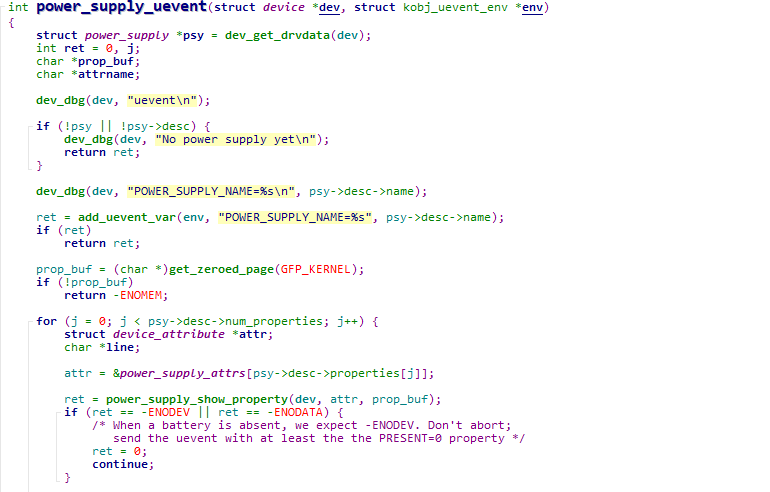 int power_supply_uevent(struct device *dev, struct kobj_uevent_env *env)
{
    struct power_supply *psy = dev_get_drvdata(dev);
    int ret = 0, j;
    char *prop_buf;
    char *attrname;

    dev_dbg(dev, "uevent\n");

    if (!psy || !psy->desc) {
        dev_dbg(dev, "No power supply yet\n");
        return ret;
    }

    dev_dbg(dev, "POWER_SUPPLY_NAME=%s\n", psy->desc->name);

    ret = add_uevent_var(env, "POWER_SUPPLY_NAME=%s", psy->desc->name);
    if (ret)
        return ret;

    prop_buf = (char *)get_zeroed_page(GFP_KERNEL);
    if (!prop_buf)
        return -ENOMEM;

    for (j = 0; j < psy->desc->num_properties; j++) {
        struct device_attribute *attr;
        char *line;

        attr = &power_supply_attrs[psy->desc->properties[j]];

        ret = power_supply_show_property(dev, attr, prop_buf);
        if (ret == -ENODEV || ret == -ENODATA) {
            /* When a battery is absent, we expect -ENODEV. Don't abort;
               send the uevent with at least the the PRESENT=0 property */
            ret = 0;
            continue;
        }